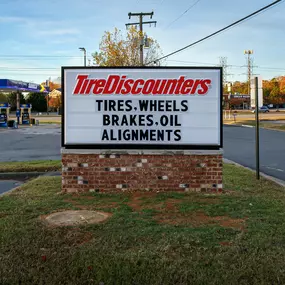 TireDiscounters
TIRES.WHEELS
BRAKES.OIL
ALIGNMENTS